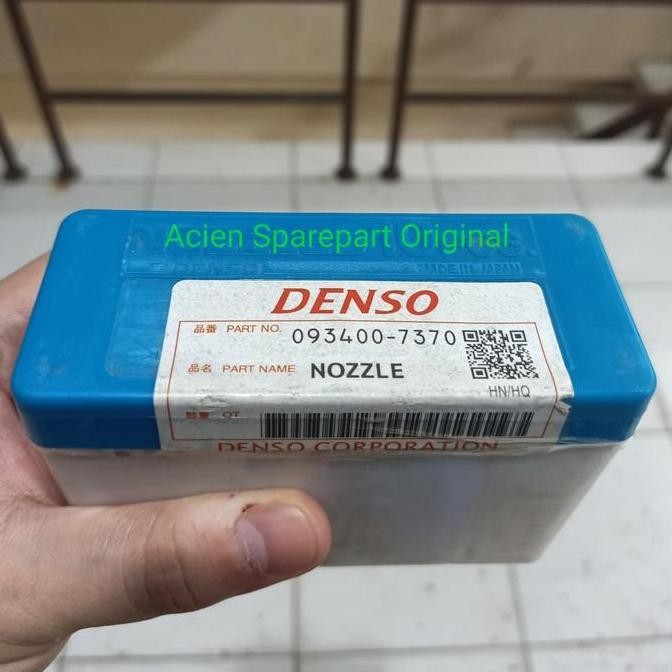 Acien Sparepart Original
DENSO
MADE IN JAPAN
DENSO
品番 PART NO. 093400-7370
品名 PART NAME NOZZLE
HN/HQ
数量 Q'T
DENSO CORPORATION